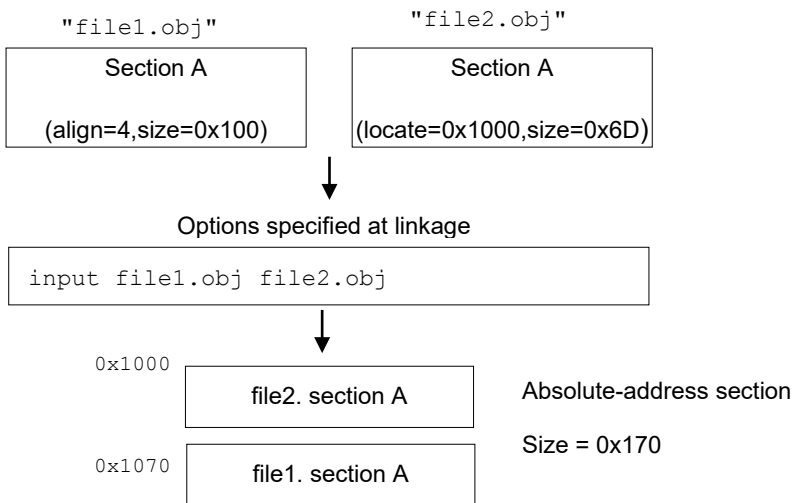 "file1.obj"
"file2.obj"
Section A
(align=4,size=0x100)
Section A
(locate=0x1000,size=0x6D)
Options specified at linkage
input file1.obj file2.obj
0x1000
file2. section A
Absolute-address section
Size = 0x170
0x1070
file1. section A